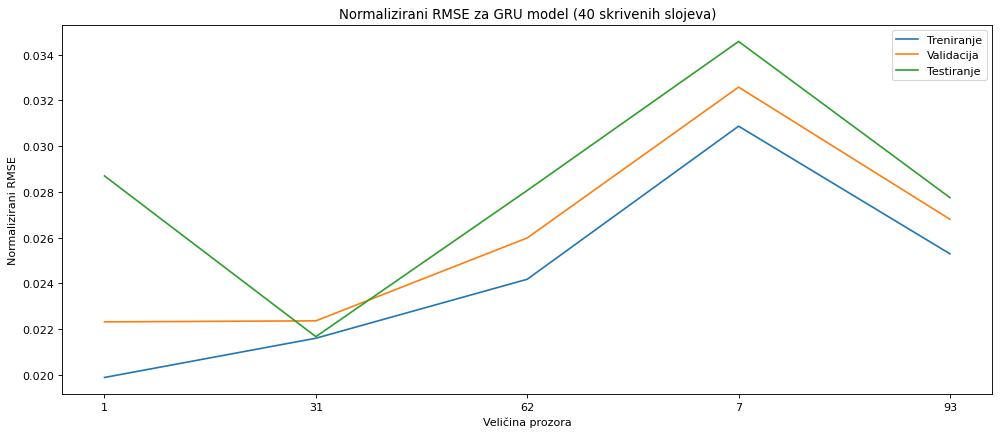 Normalizirani RMSE za GRU model (40 skrivenih slojeva)
Treniranje
Validacija
Testiranje
Normalizirani RMSE
0.034
0.032
0.030
0.028
0.026
0.024
0.022
0.020
1 31 62 7 93
Veličina prozora